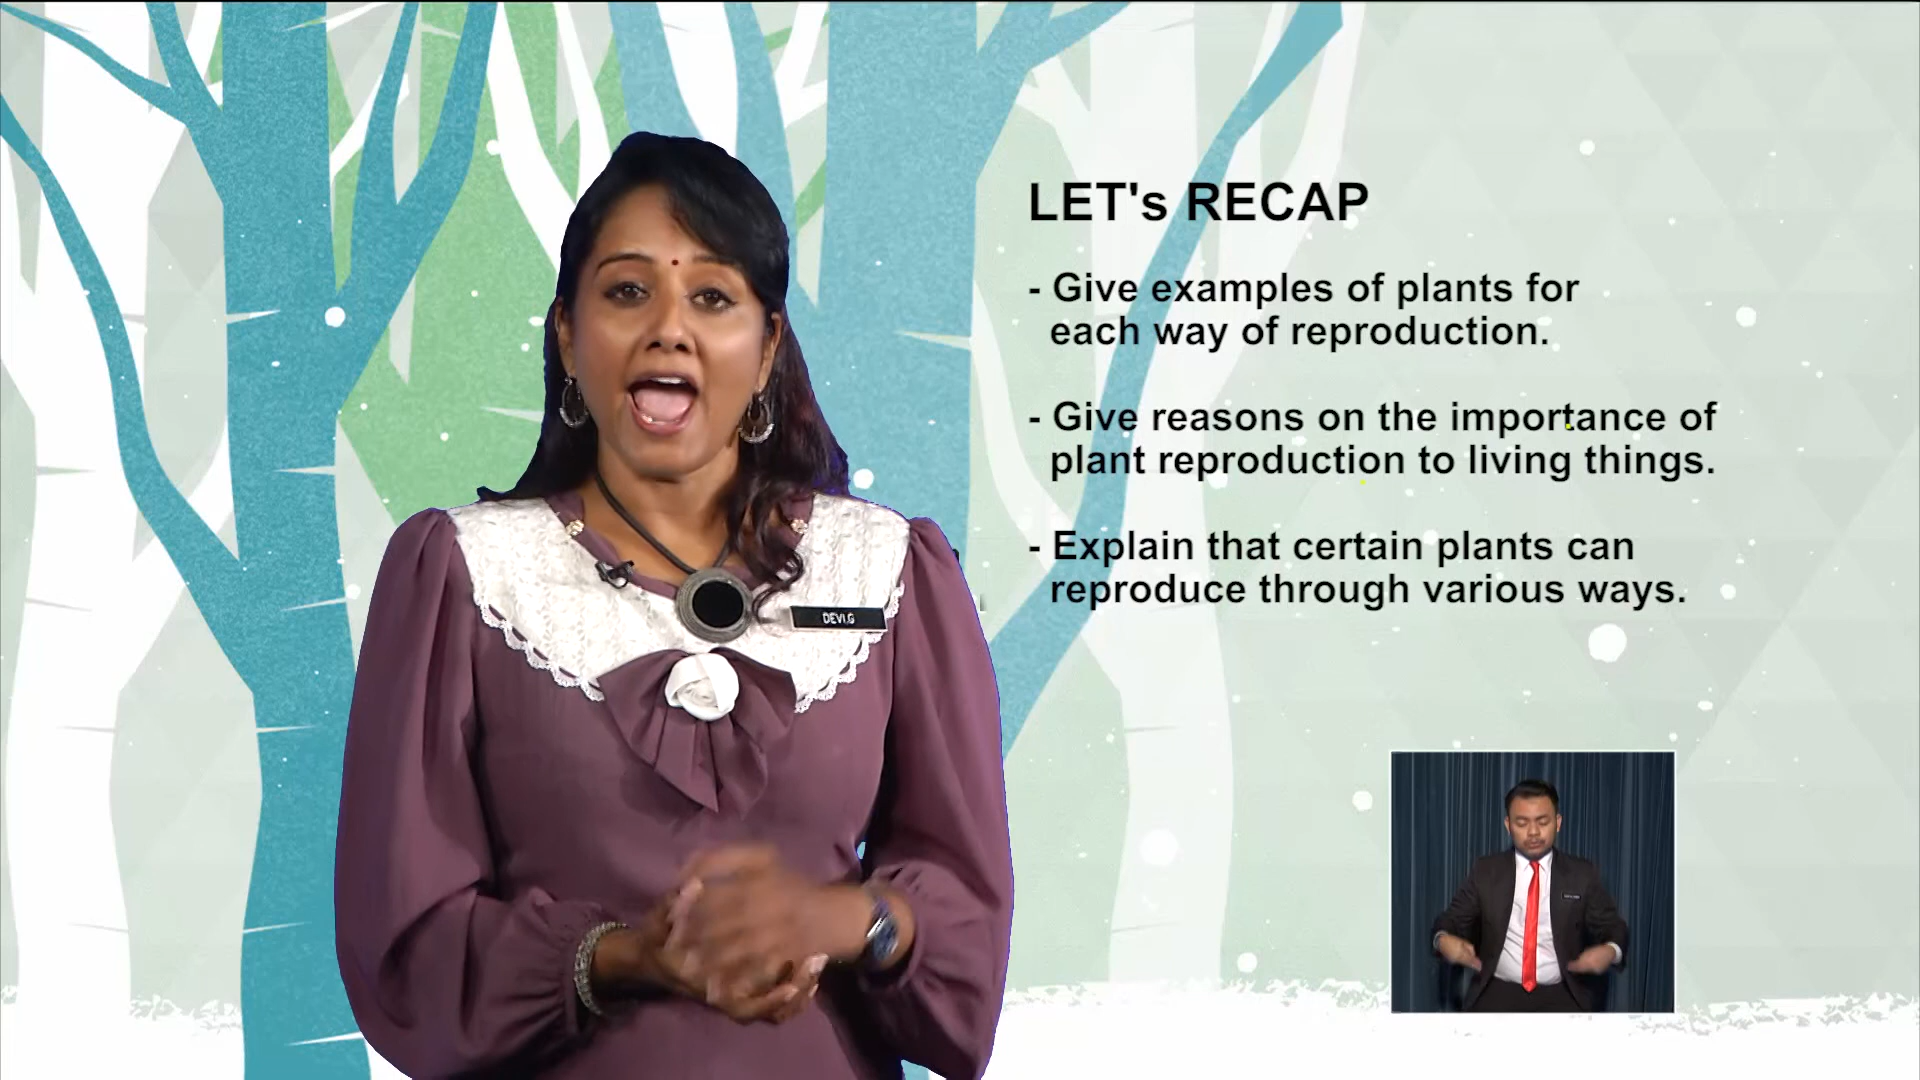 LET's RECAP
- Give examples of plants for
each way of reproduction.
- Give reasons on the importance of
plant reproduction to living things.
- Explain that certain plants can
reproduce through various ways.
DEVI.G